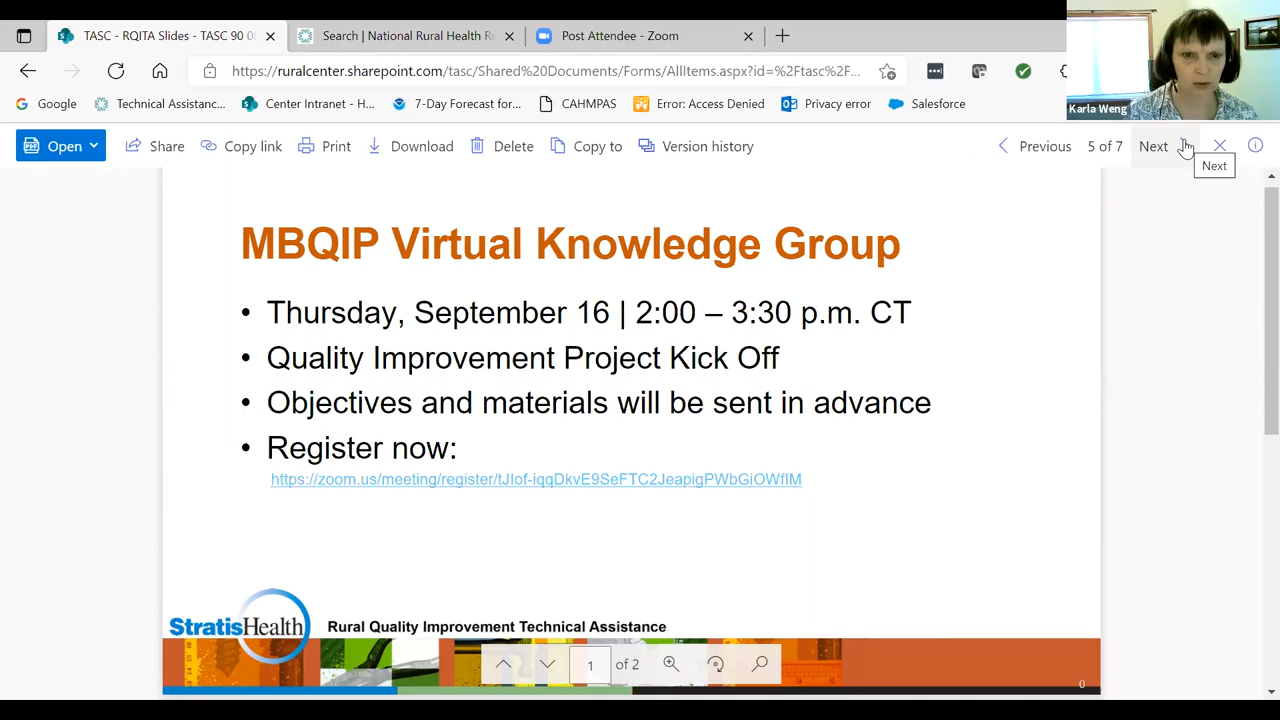 TASC - RQITA Slides - TASC 90 0
Search | National Rural Health R
Post Attendee - Zoom
https://ruralcenter.sharepoint.com/tasc/Shared%20Documents/Forms/AllItems.aspx?id=%2Ftasc%2F...
Google
Technical Assistanc...
Center Intranet - H...
7-Day Forecast for...
CAHMPAS
Error: Access Denied
Privacy error
Salesforce
Karla Weng
PDF Open
Share
Copy link
Print
Download
Delete
Copy to
Version history
Previous
5 of 7
Next
Next
MBQIP Virtual Knowledge Group
• Thursday, September 16 | 2:00 – 3:30 p.m. CT
• Quality Improvement Project Kick Off
• Objectives and materials will be sent in advance
• Register now:
https://zoom.us/meeting/register/tJIof-iqqDkvE9SeFTC2JeapigPWbGiOWfIM
StratisHealth
Rural Quality Improvement Technical Assistance
1 of 2
0